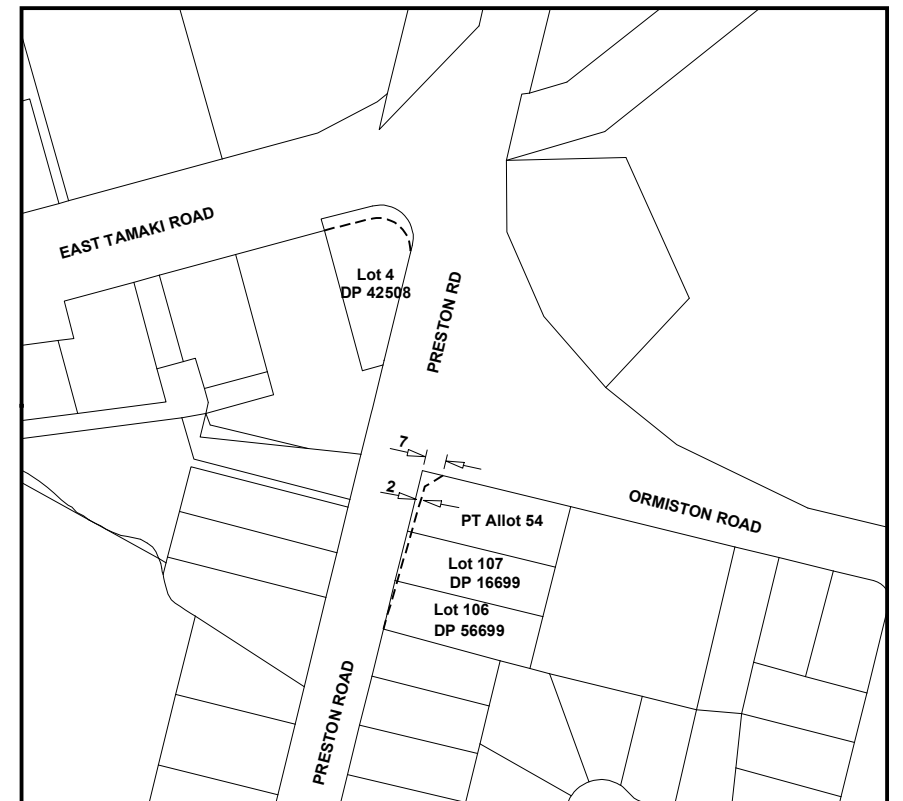 EAST TAMAKI ROAD
Lot 4
DP 42508
PRESTON RD
7
2
ORMISTON ROAD
PT Allot 54
Lot 107
DP 16699
Lot 106
DP 56699
PRESTON ROAD